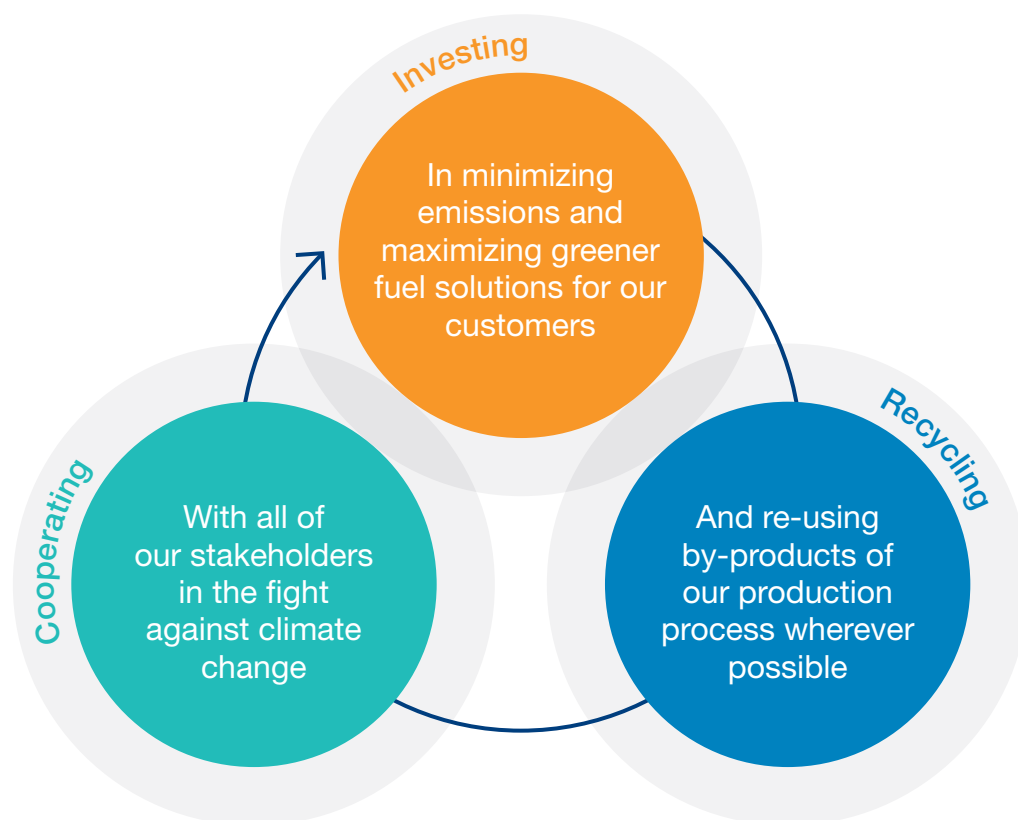 Investing
In minimizing
emissions and
maximizing greener
fuel solutions for our
customers
Cooperating
With all of
our stakeholders
in the fight
against climate
change
Recycling
And re-using
by-products of
our production
process wherever
possible